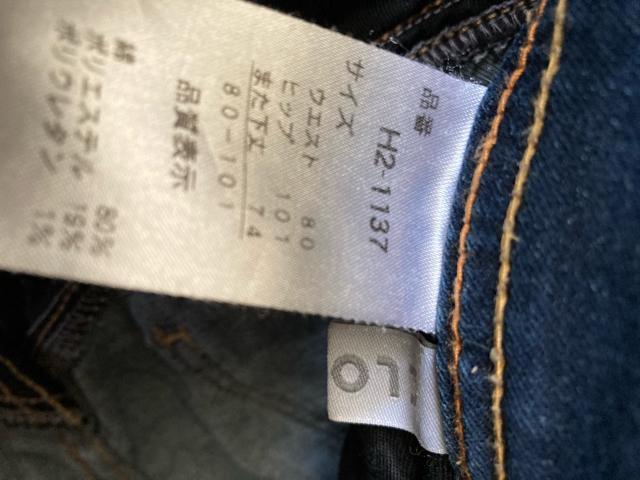 品番
H2-1137
サイズ
ウエスト 80
ヒップ 101
また下丈 74
80-101
品質表示
綿 80%
ポリエステル 19%
ポリウレタン 1%
LO